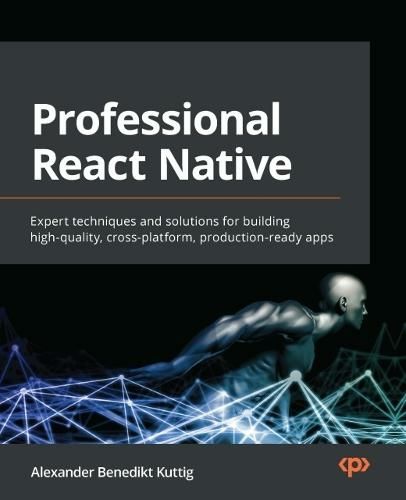 Professional
React Native
Expert techniques and solutions for building
high-quality, cross-platform, production-ready apps
Alexander Benedikt Kuttig
<p>